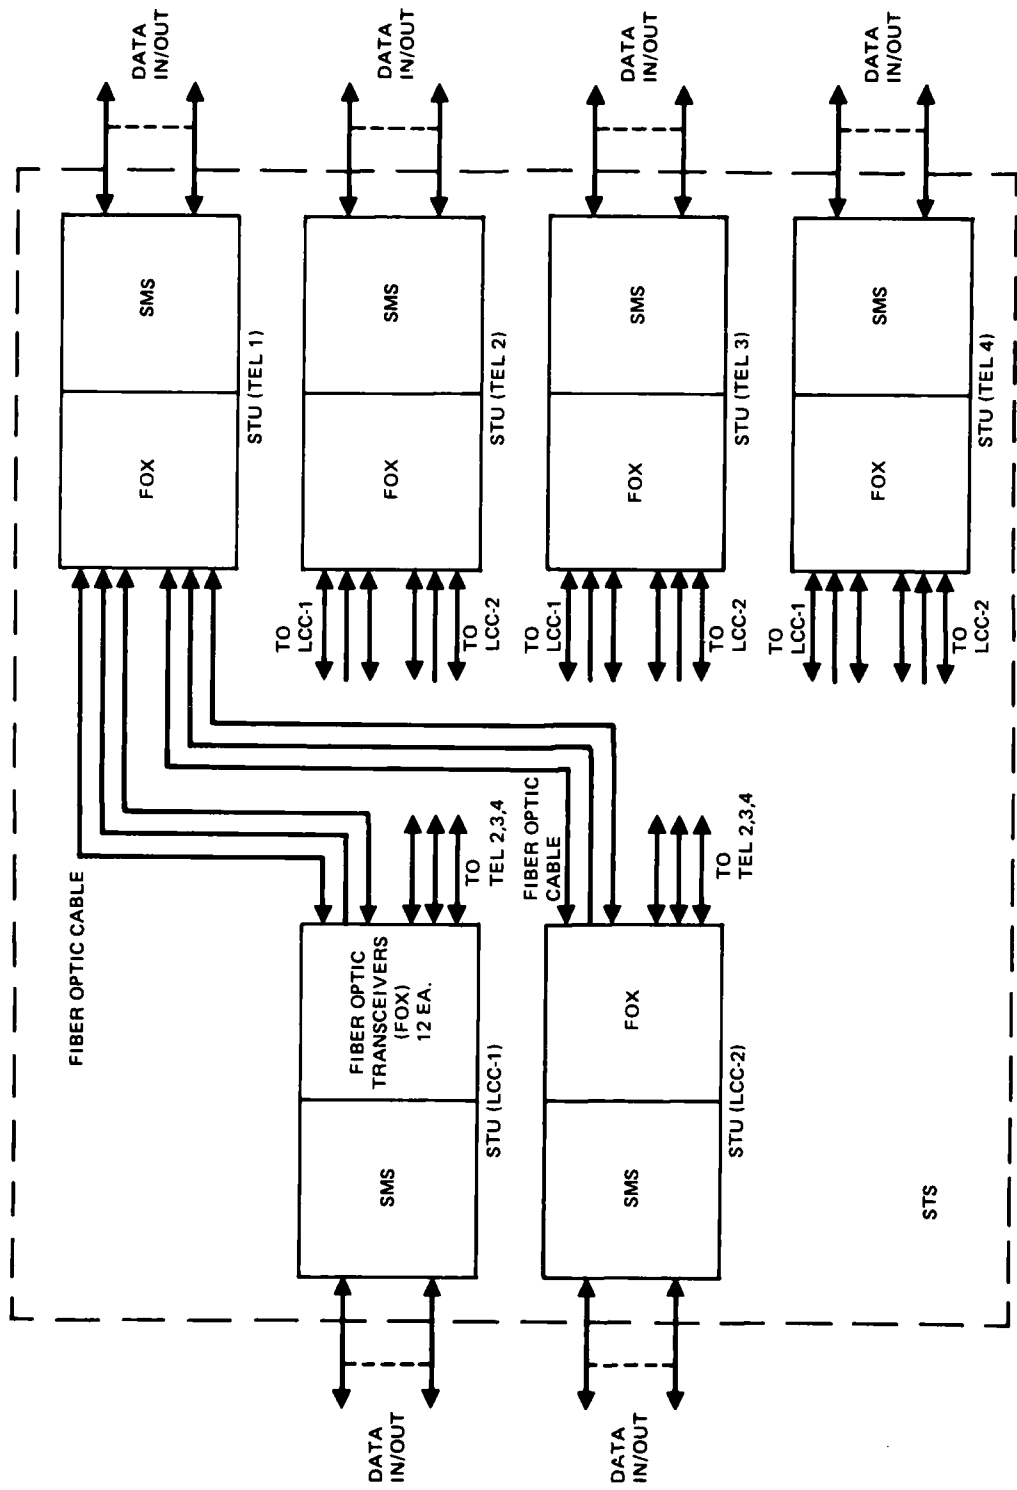 DATA
IN/OUT
DATA
IN/OUT
SMS
FIBER OPTIC
TRANSCEIVERS
(FOX)
12 EA.
STU (LCC-1)
SMS
FOX
STU (LCC-2)
STS
FIBER OPTIC CABLE
TO
TEL 2,3,4
FIBER OPTIC
CABLE
TO
TEL 2,3,4
FOX
SMS
STU (TEL 1)
DATA
IN/OUT
TO
LCC-1
TO
LCC-2
FOX
SMS
STU (TEL 2)
DATA
IN/OUT
TO
LCC-1
TO
LCC-2
FOX
SMS
STU (TEL 3)
DATA
IN/OUT
TO
LCC-1
TO
LCC-2
FOX
SMS
STU (TEL 4)
DATA
IN/OUT